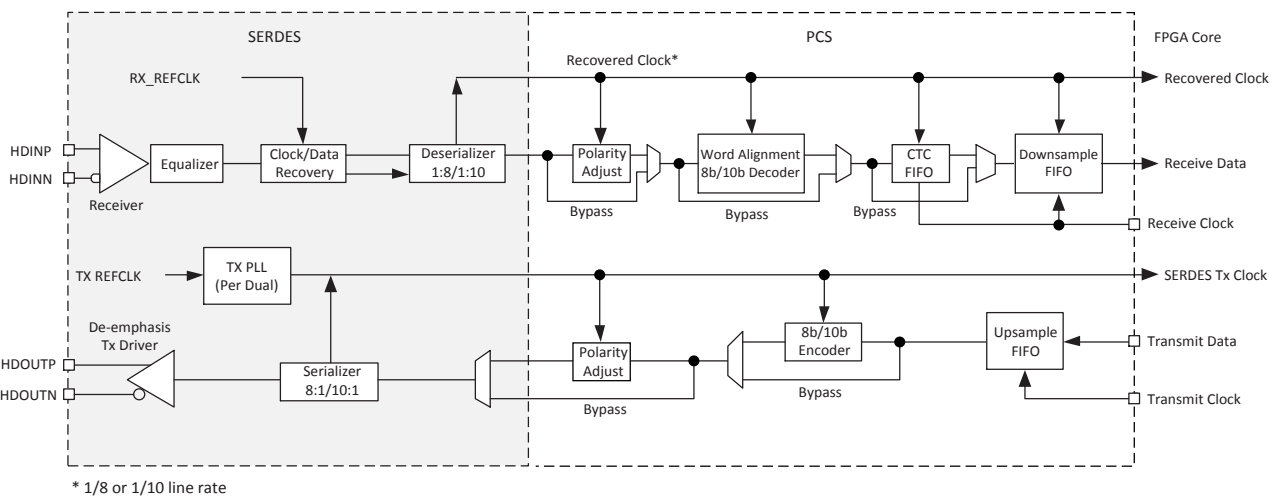 SERDES
PCS
FPGA Core
RX_REFCLK
Recovered Clock*
Recovered Clock
HDINP
HDINN
Receiver
Equalizer
Clock/Data
Recovery
Deserializer
1:8/1:10
Polarity
Adjust
Bypass
Word Alignment
8b/10b Decoder
Bypass
CTC
FIFO
Bypass
Downsample
FIFO
Receive Data
Receive Clock
TX REFCLK
TX PLL
(Per Dual)
SERDES Tx Clock
De-emphasis
Tx Driver
HDOUTP
HDOUTN
Serializer
8:1/10:1
Polarity
Adjust
Bypass
8b/10b
Encoder
Bypass
Upsample
FIFO
Transmit Data
Transmit Clock
* 1/8 or 1/10 line rate